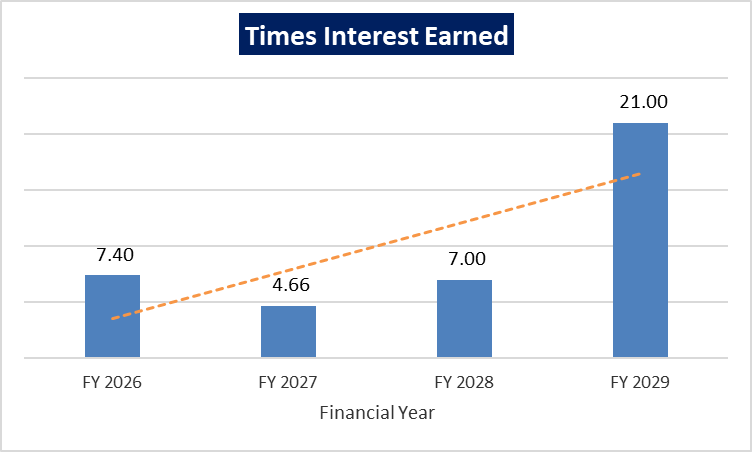 Times Interest Earned
21.00
7.40
7.00
4.66
FY 2026 FY 2027 FY 2028 FY 2029
Financial Year